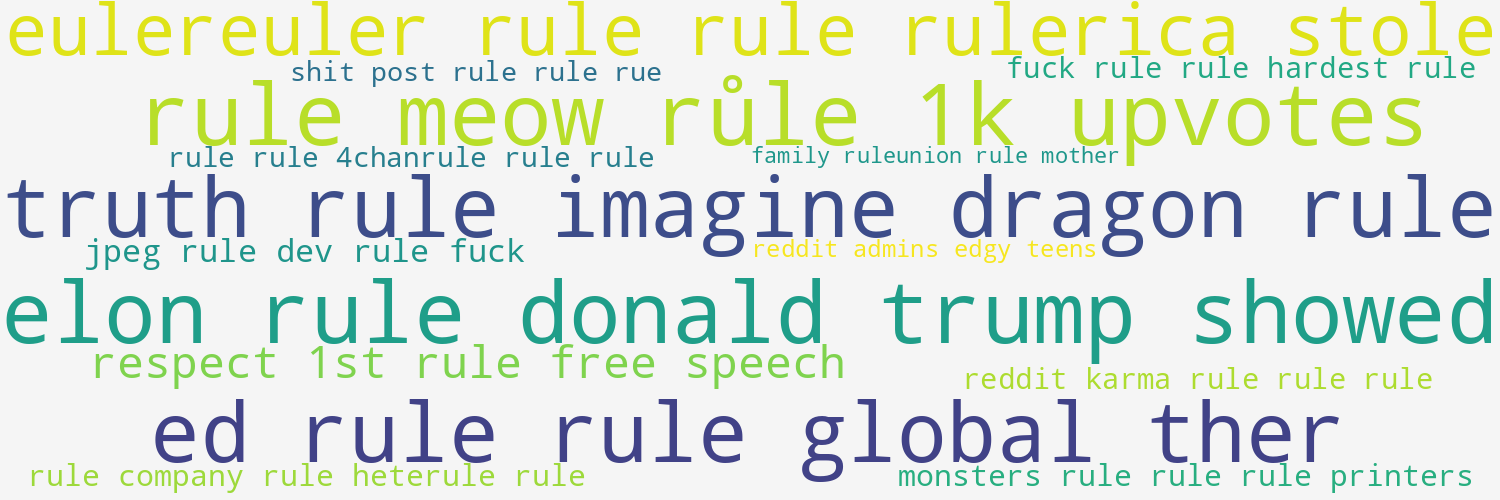 eulereuler rule rule rulerica stole
shit post rule rule rue
fuck rule rule hardest rule
rule meow růle 1k upvotes
rule rule 4chanrule rule rule
family ruleunion rule mother
truth rule imagine dragon rule
jpeg rule dev rule fuck
reddit admins edgy teens
elon rule donald trump showed
respect 1st rule free speech
reddit karma rule rule rule
ed rule rule global ther
rule company rule heterule rule
monsters rule rule rule printers